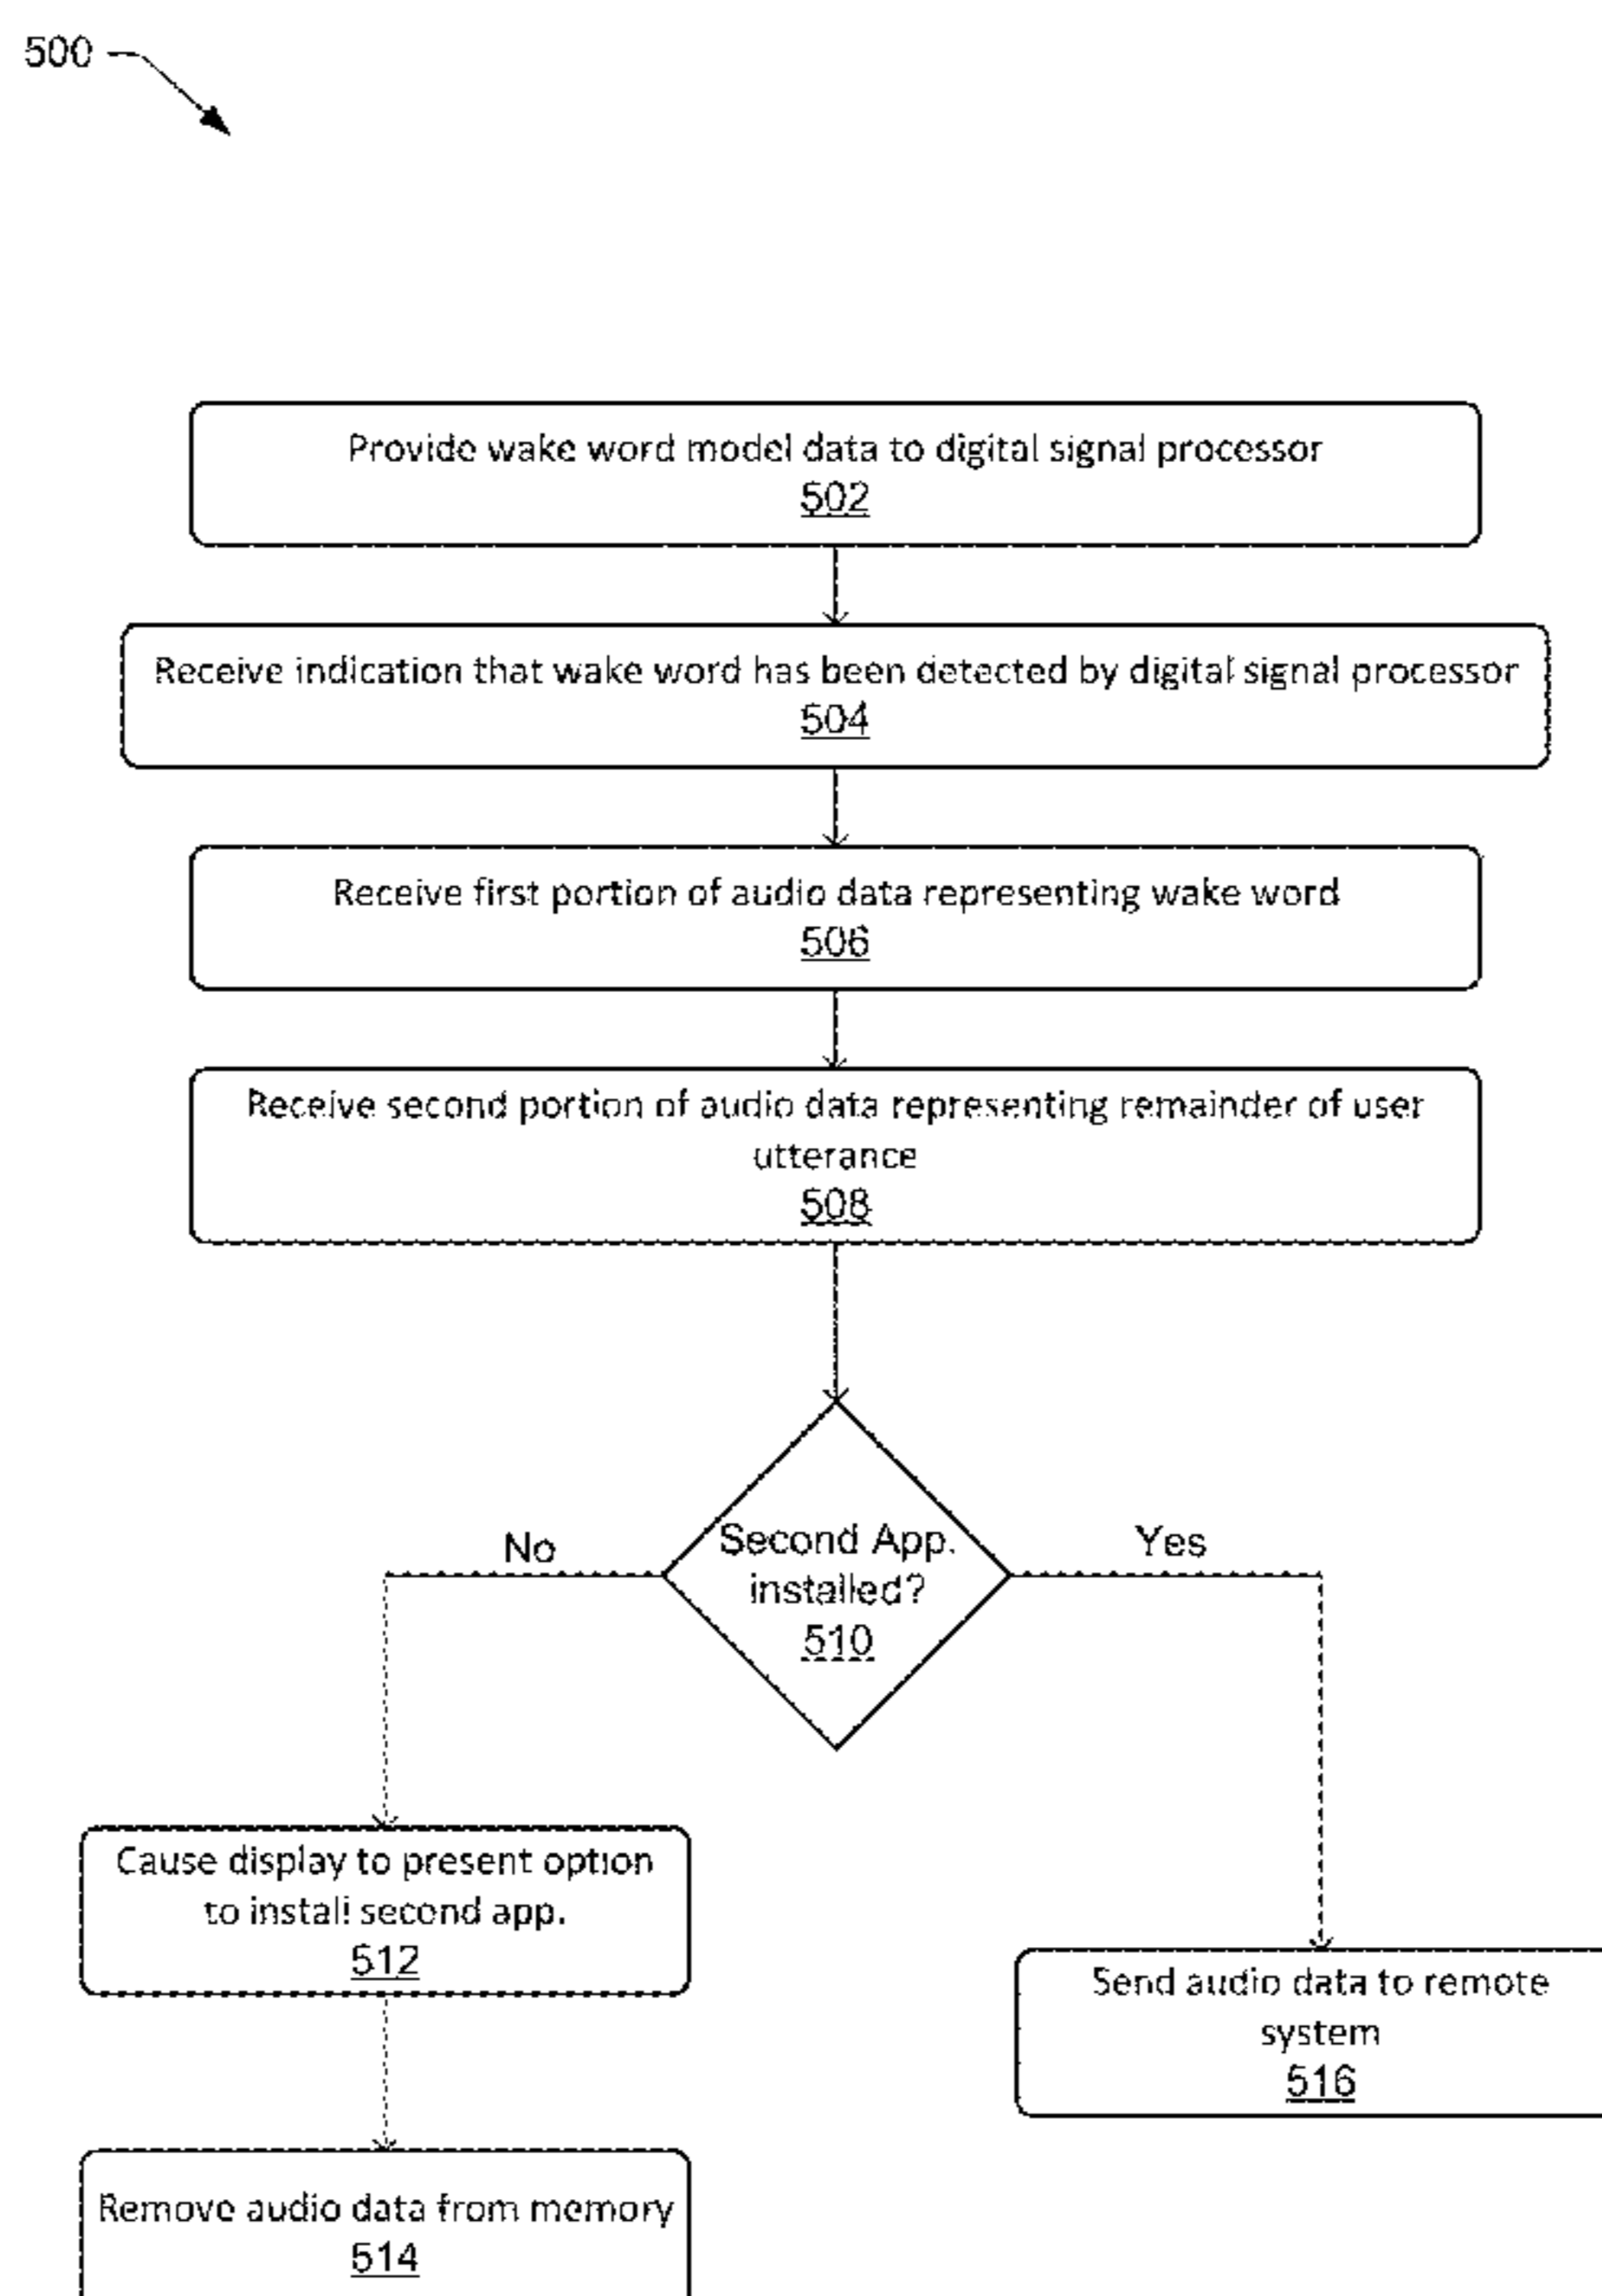 500
Provide wake word model data to digital signal processor
502
Receive indication that wake word has been detected by digital signal processor
504
Receive first portion of audio data representing wake word
506
Receive second portion of audio data representing remainder of user
utterance
508
Second App.
installed?
510
No
Yes
Cause display to present option
to install second app.
512
Send audio data to remote
system
516
Remove audio data from memory
514